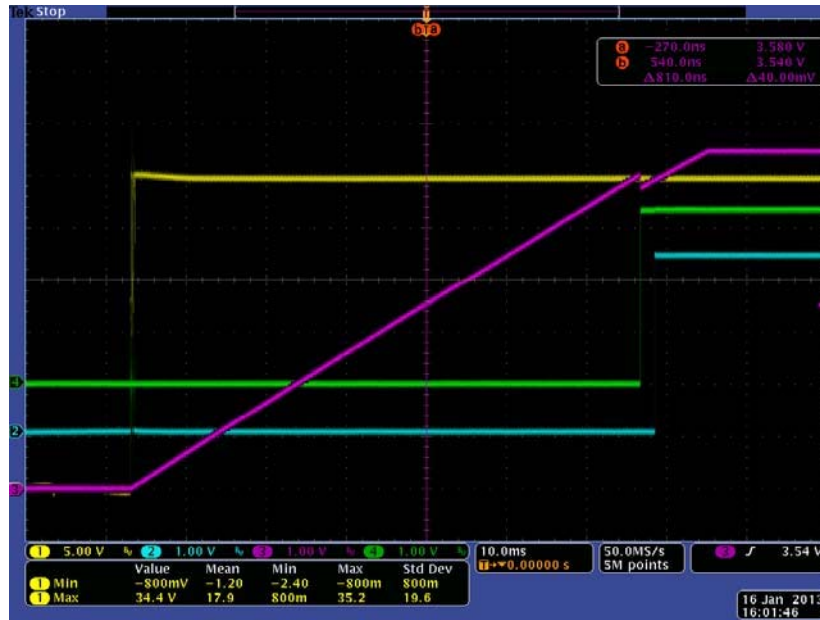 Tek Stop
T
b T a
a -270.0ns 3.580 V
b 540.0ns 3.540 V
Δ810.0ns Δ40.00mV
4
2
1 5.00 V 2 1.00 V 3 1.00 V 4 1.00 V
10.0ms
T→▼0.00000 s
50.0MS/s
5M points
3 3.54 V
Value Mean Min Max Std Dev
1 Min -800mV -1.20 -2.40 -800m 800m
1 Max 34.4 V 17.9 800m 35.2 19.6
16 Jan 2013
16:01:46